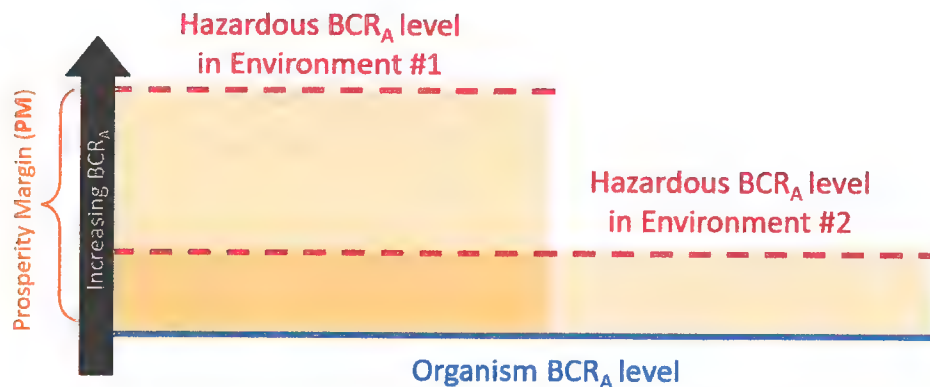 Hazardous BCRA level
in Environment #1
Prosperity Margin (PM)
Increasing BCRA
Hazardous BCRA level
in Environment #2
Organism BCRA level